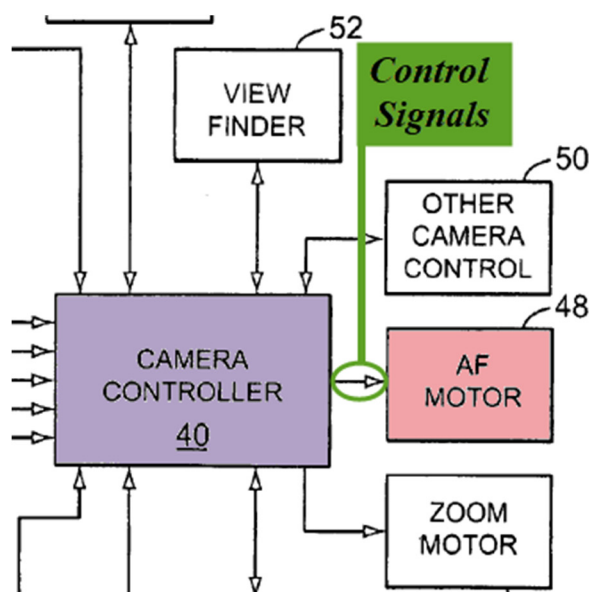 52
VIEW
FINDER
Control
Signals
50
OTHER
CAMERA
CONTROL
48
CAMERA
CONTROLLER
40
AF
MOTOR
ZOOM
MOTOR